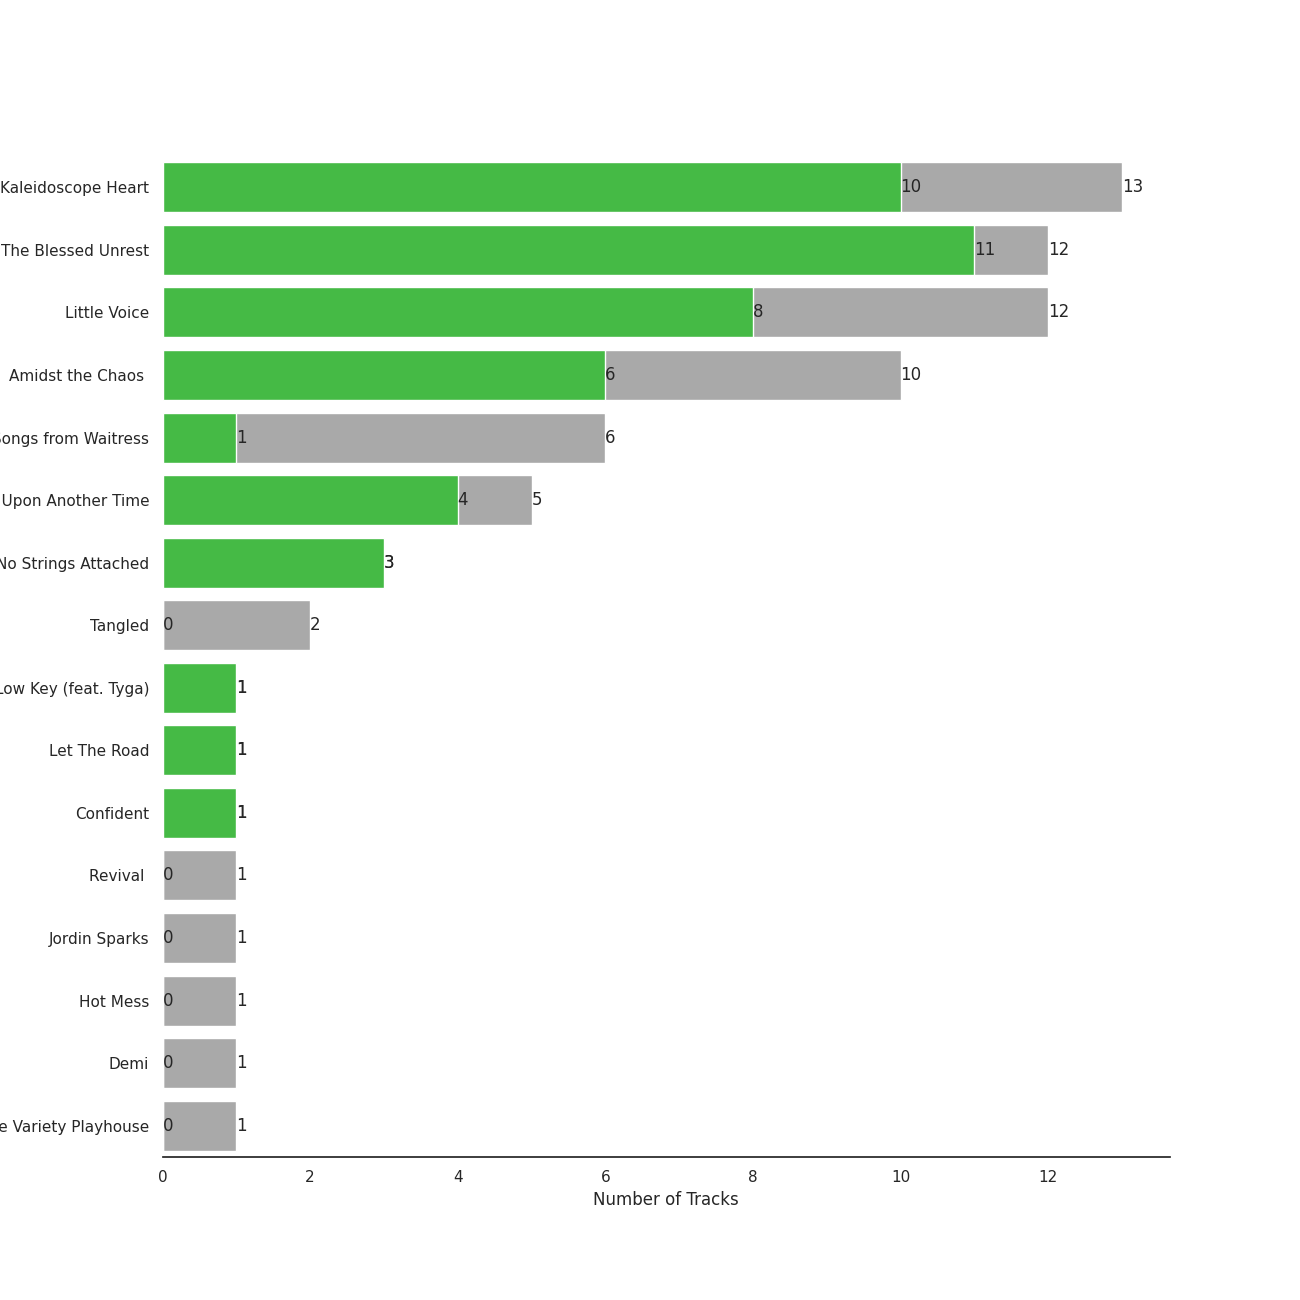 Kaleidoscope Heart 10 13
The Blessed Unrest 11 12
Little Voice 8 12
Amidst the Chaos 6 10
Songs from Waitress 1 6
Upon Another Time 4 5
No Strings Attached 3
Tangled 0 2
Low Key (feat. Tyga) 1
Let The Road 1
Confident 1
Revival 0 1
Jordin Sparks 0 1
Hot Mess 0 1
Demi 0 1
Variety Playhouse 0 1
0 2 4 6 8 10 12
Number of Tracks